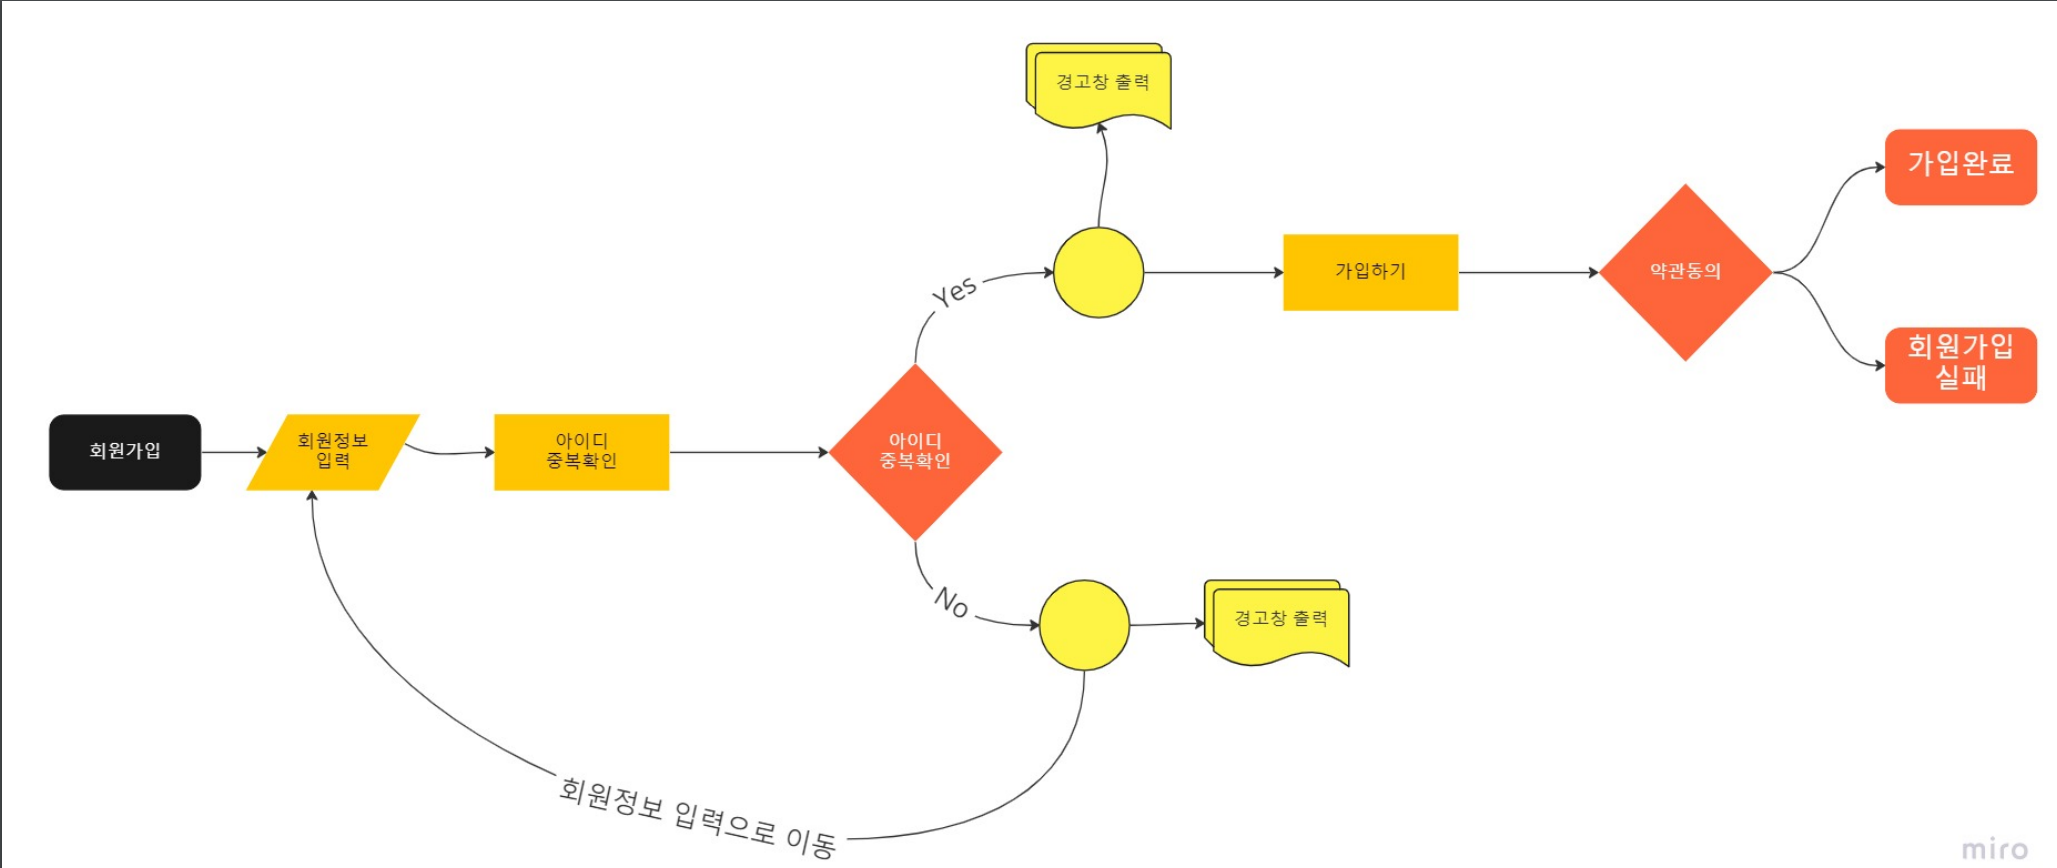 경고창 출력
가입완료
Yes
가입하기
약관동의
회원가입
실패
회원가입
회원정보
입력
아이디
중복확인
아이디
중복확인
No
경고창 출력
회원정보 입력으로 이동
miro